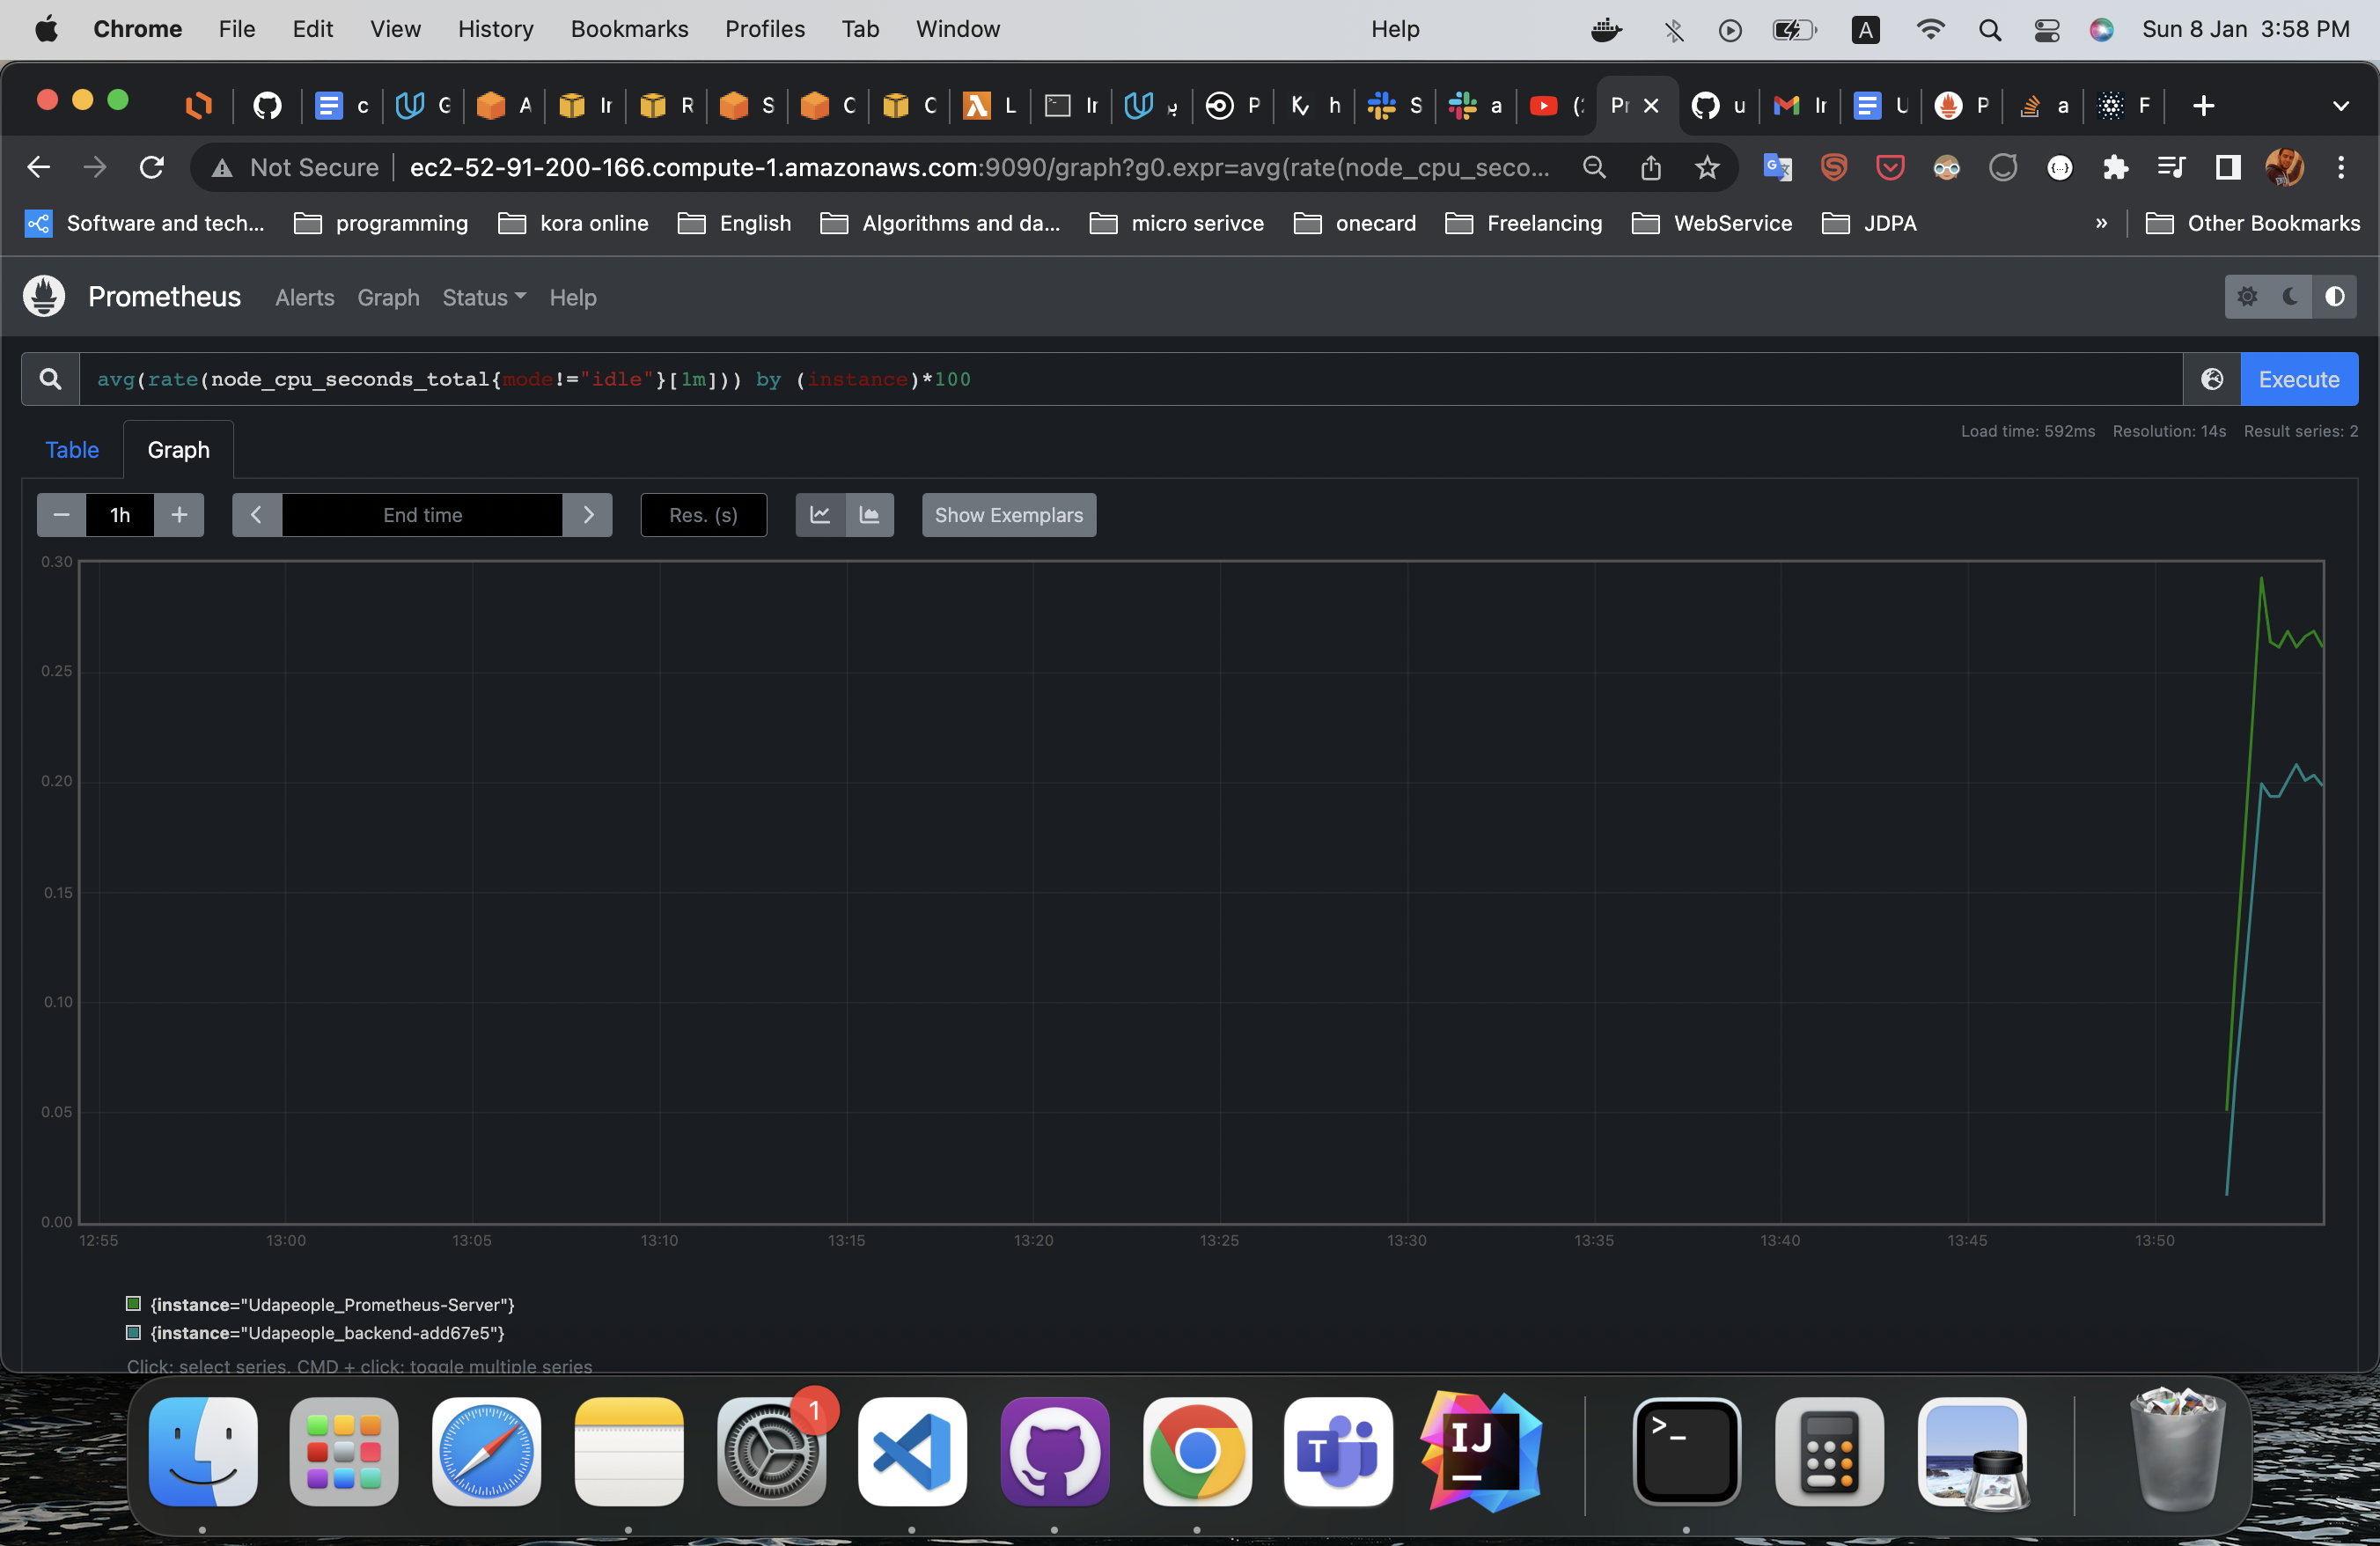 Chrome File Edit View History Bookmarks Profiles Tab Window Help A Sun 8 Jan 3:58 PM
c G A Ir R S C C L Ir P h S a Pr u Ir U P a F
Not Secure ec2-52-91-200-166.compute-1.amazonaws.com:9090/graph?g0.expr=avg(rate(node_cpu_seco...
Software and tech... programming kora online English Algorithms and da... micro serivce onecard Freelancing WebService JDPA » Other Bookmarks
Prometheus Alerts Graph Status Help
avg(rate(node_cpu_seconds_total{mode!="idle"}[1m])) by (instance)*100 Execute
Load time: 592ms Resolution: 14s Result series: 2
Table Graph
1h End time Res. (s) Show Exemplars
0.30
0.25
0.20
0.15
0.10
0.05
0.00
12:55 13:00 13:05 13:10 13:15 13:20 13:25 13:30 13:35 13:40 13:45 13:50
{instance="Udapeople_Prometheus-Server"}
{instance="Udapeople_backend-add67e5"}
Click: select series, CMD + click: toggle multiple series
1
T IJ >_